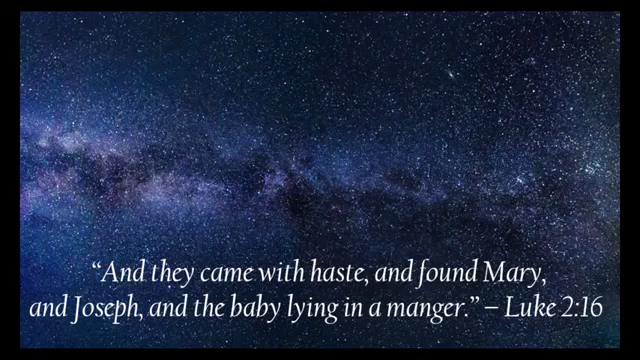 “And they came with haste, and found Mary,
and Joseph, and the baby lying in a manger.” – Luke 2:16